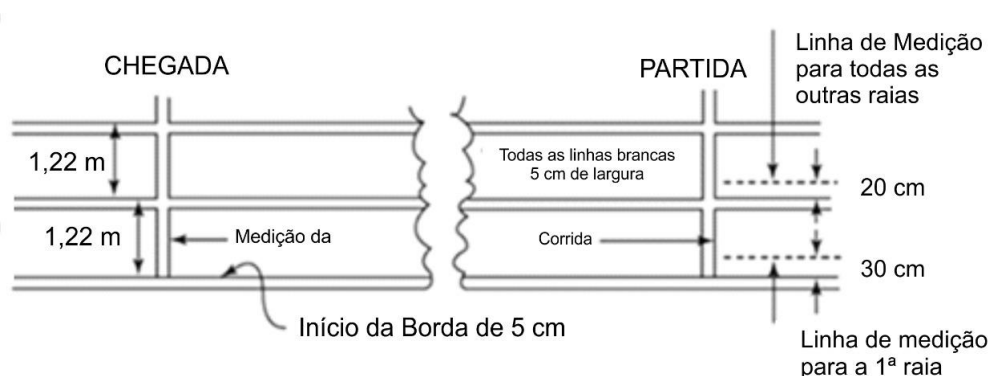 CHEGADA
PARTIDA
Linha de Medição
para todas as
outras raias
1,22 m
Todas as linhas brancas
5 cm de largura
20 cm
1,22 m
Medição da
Corrida
30 cm
Início da Borda de 5 cm
Linha de medição
para a 1ª raia